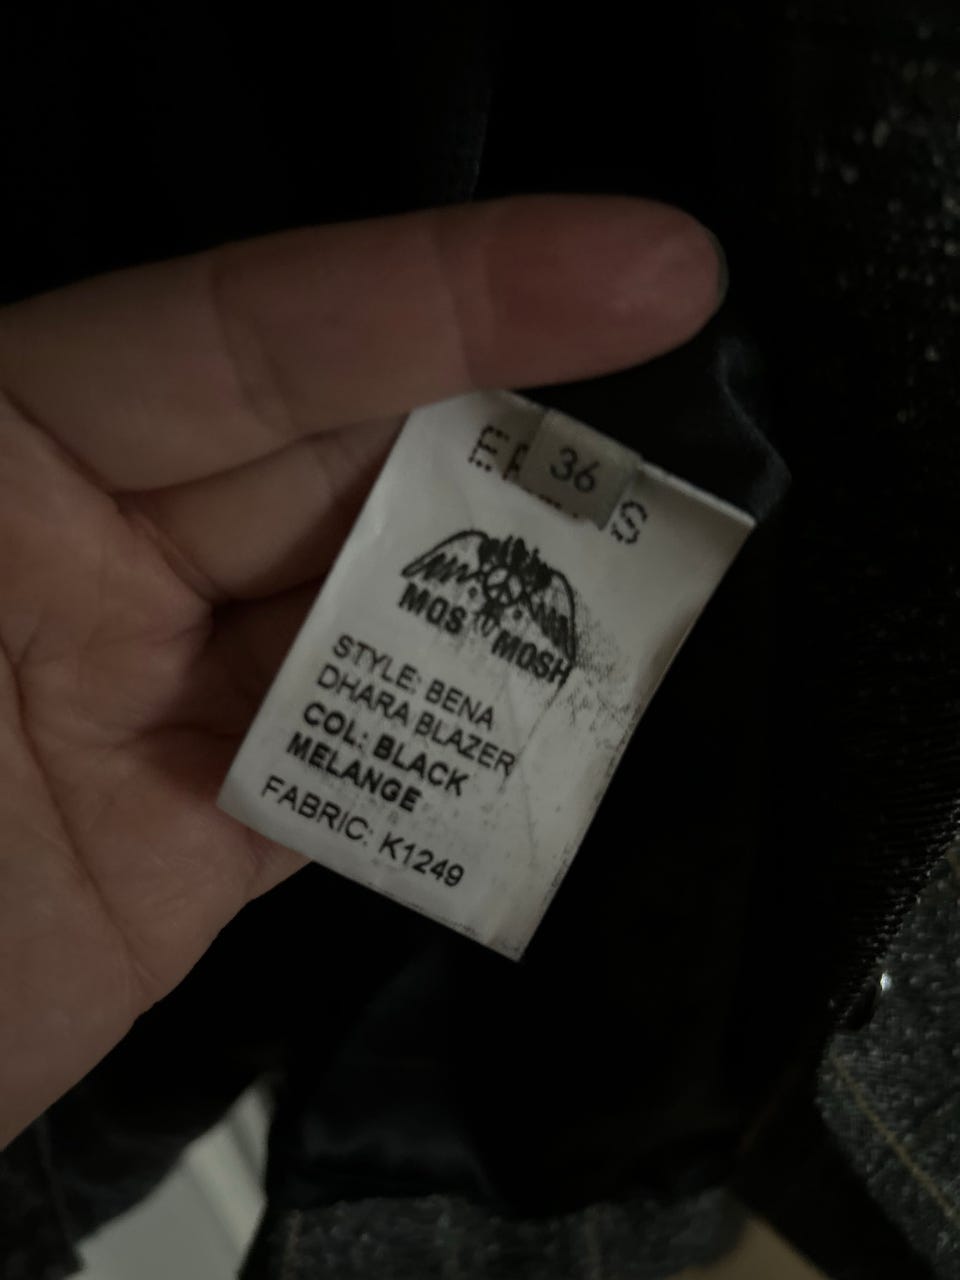 36
S
MOS MOSH
STYLE: BENA
DHARA BLAZER
COL: BLACK
MELANGE
FABRIC: K1249